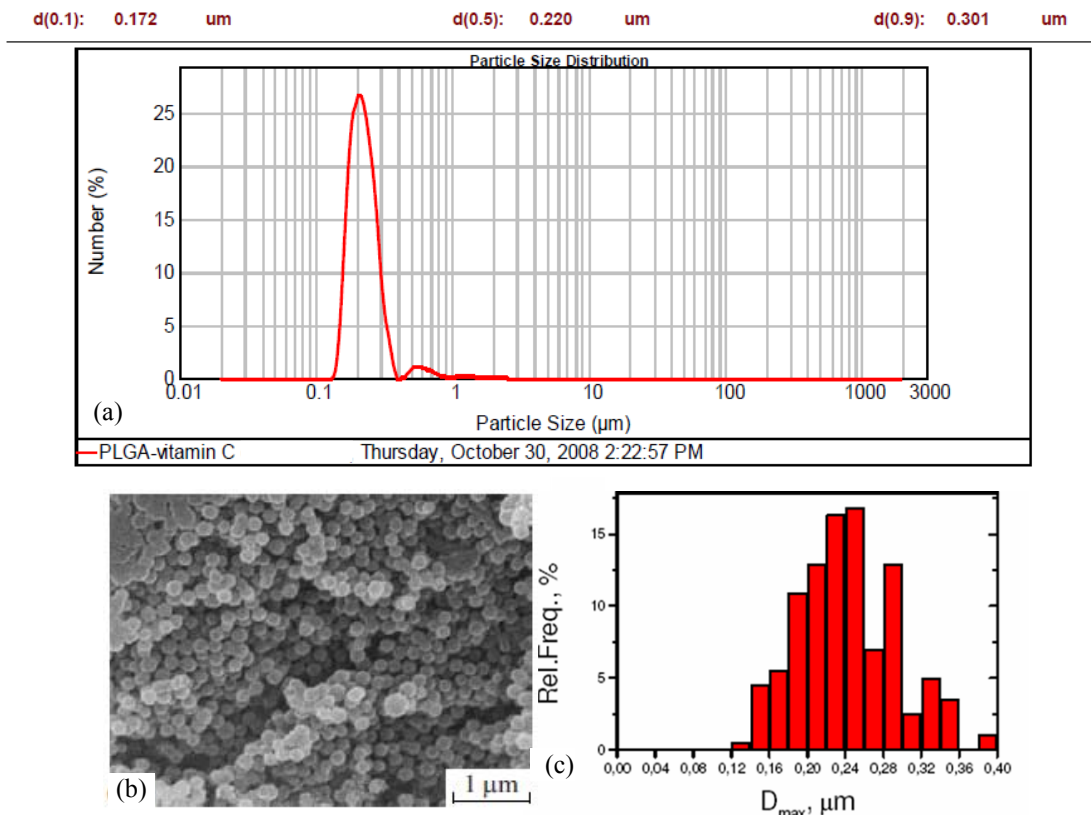 d(0.1): 0.172 um d(0.5): 0.220 um d(0.9): 0.301 um
Particle Size Distribution
25
20
15
10
5
0
Number (%)
0.01 0.1 1 10 100 1000 3000
Particle Size (µm)
(a)
PLGA-vitamin C Thursday, October 30, 2008 2:22:57 PM
(b)
1 µm
15
10
5
0
Rel.Freq., %
(c)
0,00 0,04 0,08 0,12 0,16 0,20 0,24 0,28 0,32 0,36 0,40
Dmax, µm